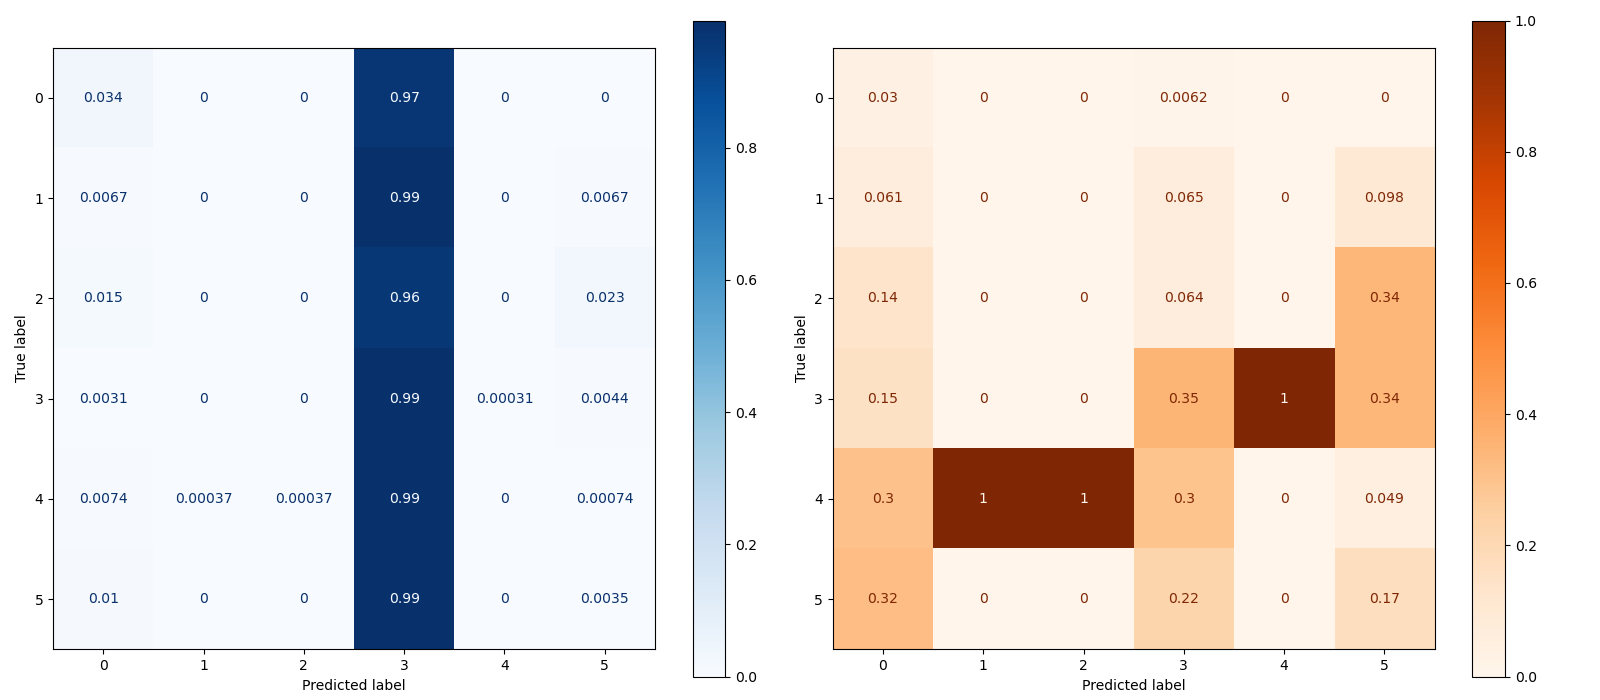 0 0.034 0 0 0.97 0 0
1 0.0067 0 0 0.99 0 0.0067
2 0.015 0 0 0.96 0 0.023
3 0.0031 0 0 0.99 0.00031 0.0044
4 0.0074 0.00037 0.00037 0.99 0 0.00074
5 0.01 0 0 0.99 0 0.0035
0 1 2 3 4 5
True label
Predicted label
0.8
0.6
0.4
0.2
0.0
0 0.03 0 0 0.0062 0 0
1 0.061 0 0 0.065 0 0.098
2 0.14 0 0 0.064 0 0.34
3 0.15 0 0 0.35 1 0.34
4 0.3 1 1 0.3 0 0.049
5 0.32 0 0 0.22 0 0.17
0 1 2 3 4 5
True label
Predicted label
1.0
0.8
0.6
0.4
0.2
0.0